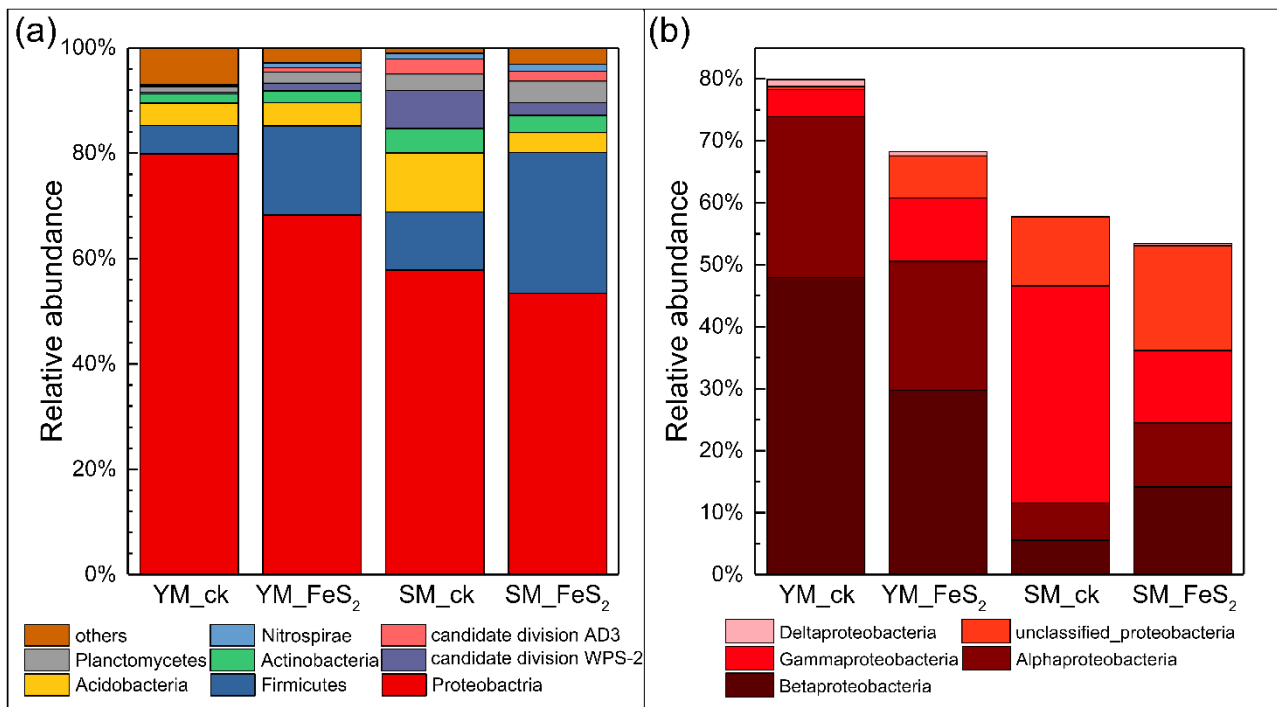 (a)
Relative abundance
100%
80%
60%
40%
20%
0%
YM_ck YM_FeS₂ SM_ck SM_FeS₂
others Nitrospirae candidate division AD3
Planctomycetes Actinobacteria candidate division WPS-2
Acidobacteria Firmicutes Proteobactria
(b)
Relative abundance
80%
70%
60%
50%
40%
30%
20%
10%
0%
YM_ck YM_FeS₂ SM_ck SM_FeS₂
Deltaproteobacteria unclassified_proteobacteria
Gammaproteobacteria Alphaproteobacteria
Betaproteobacteria